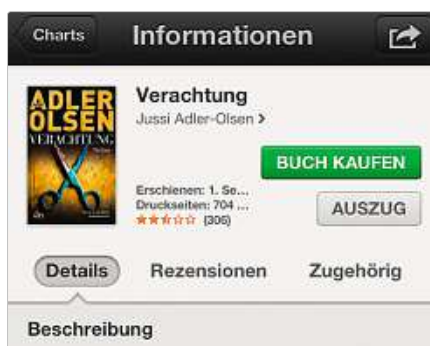 Charts
Informationen
ADLER
OLSEN
VERACHTUNG
Verachtung
Jussi Adler-Olsen >
BUCH KAUFEN
Erschienen: 1. Se...
Druckseiten: 704 ...
(306)
AUSZUG
Details
Rezensionen
Zugehörig
Beschreibung